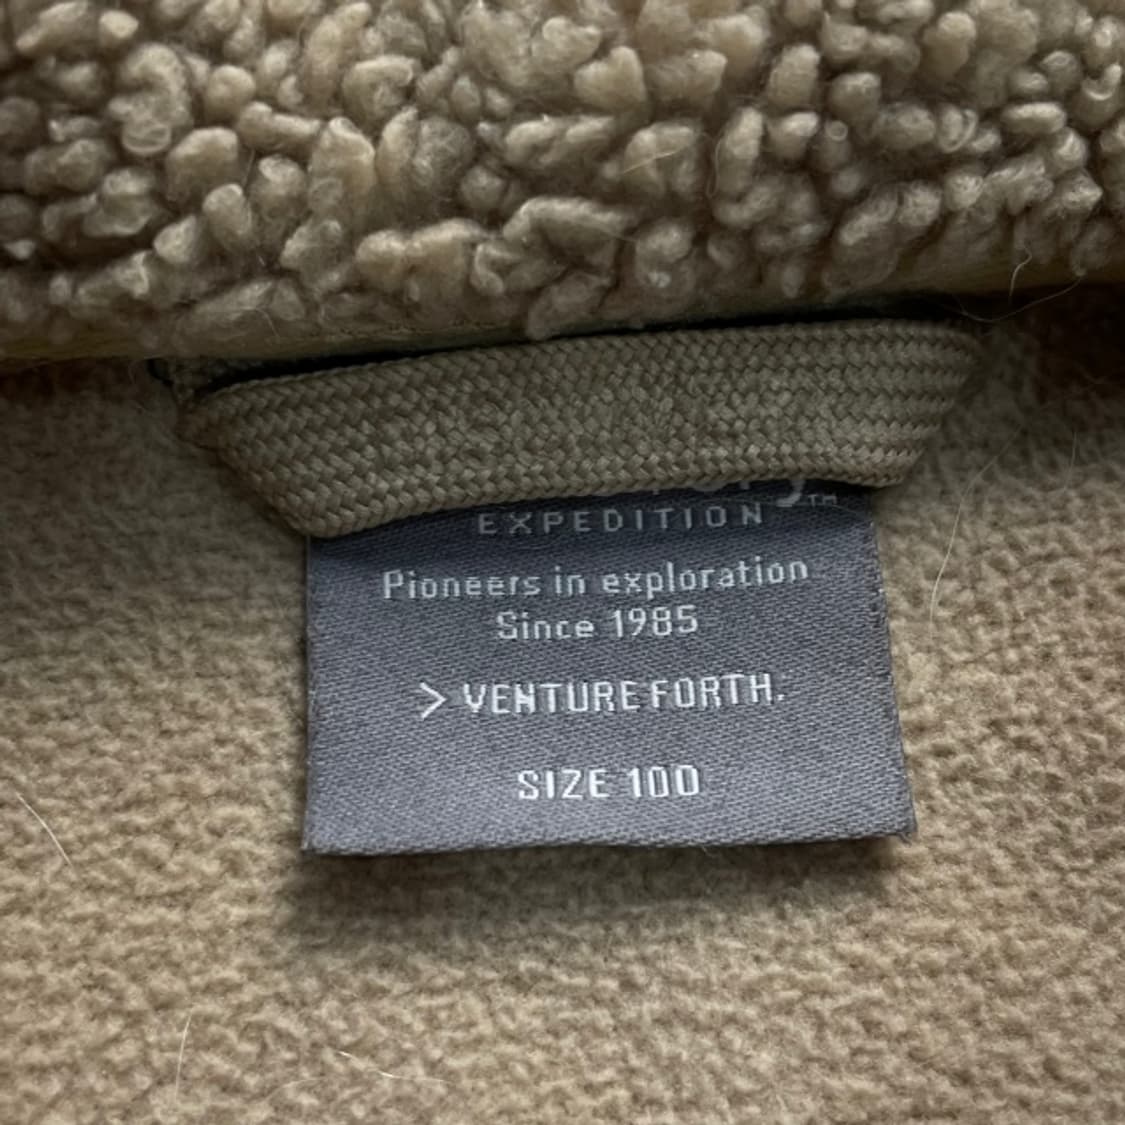 EXPEDITION
Pioneers in exploration
Since 1985
> VENTURE FORTH.
SIZE 100